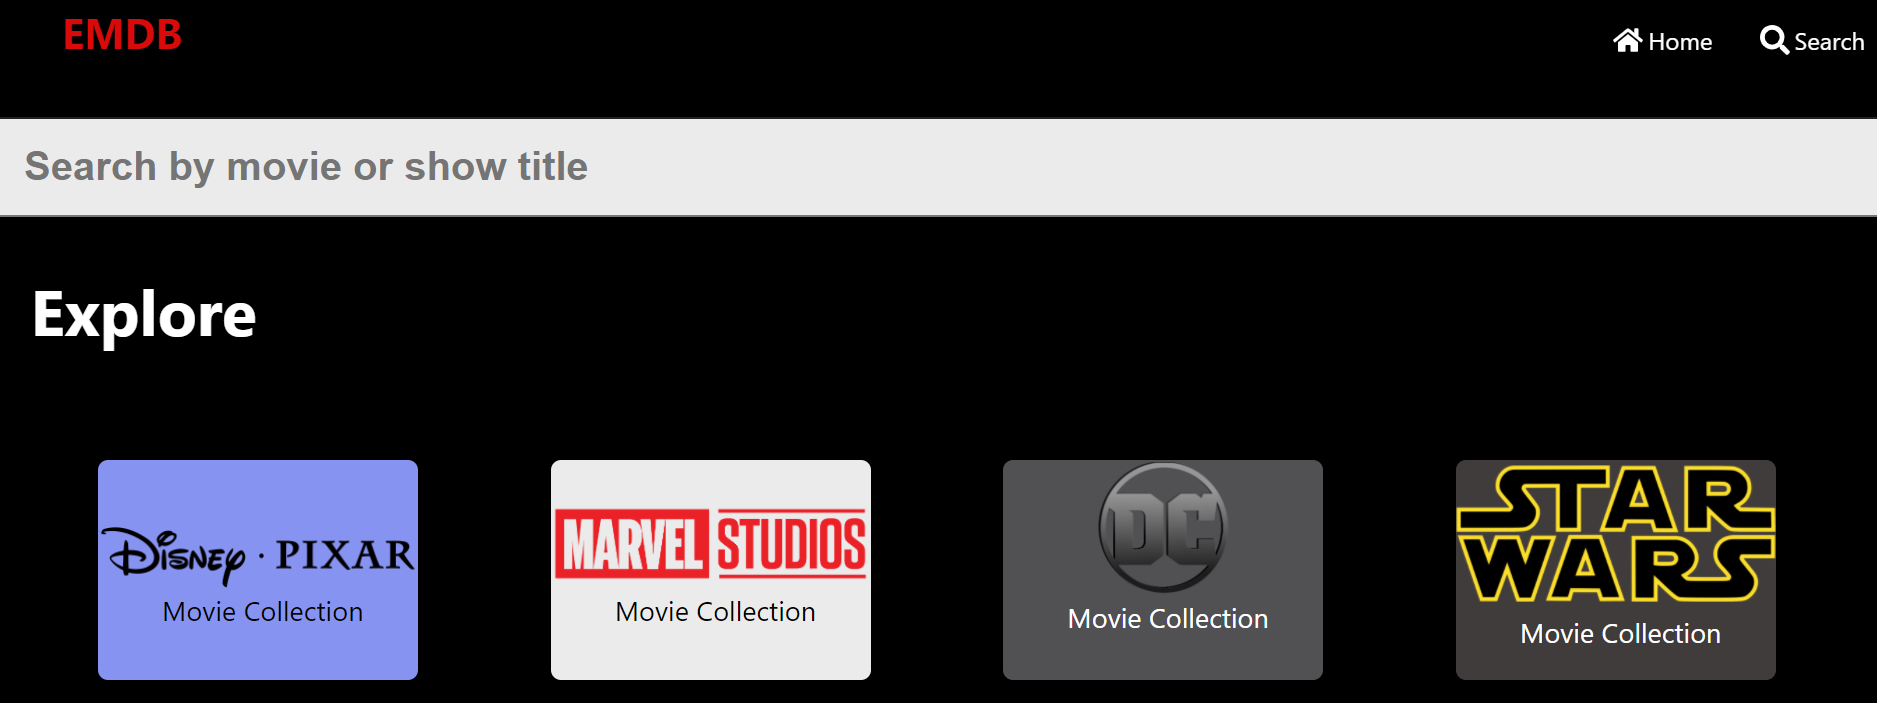 EMDB
Home
Search
Search by movie or show title
Explore
DISNEY · PIXAR
Movie Collection
MARVEL STUDIOS
Movie Collection
DC
Movie Collection
STAR
WARS
Movie Collection